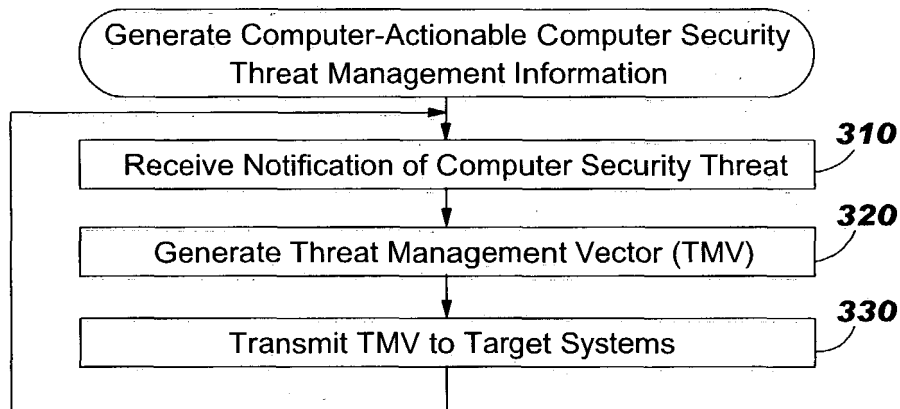 Generate Computer-Actionable Computer Security
Threat Management Information
310
Receive Notification of Computer Security Threat
320
Generate Threat Management Vector (TMV)
330
Transmit TMV to Target Systems